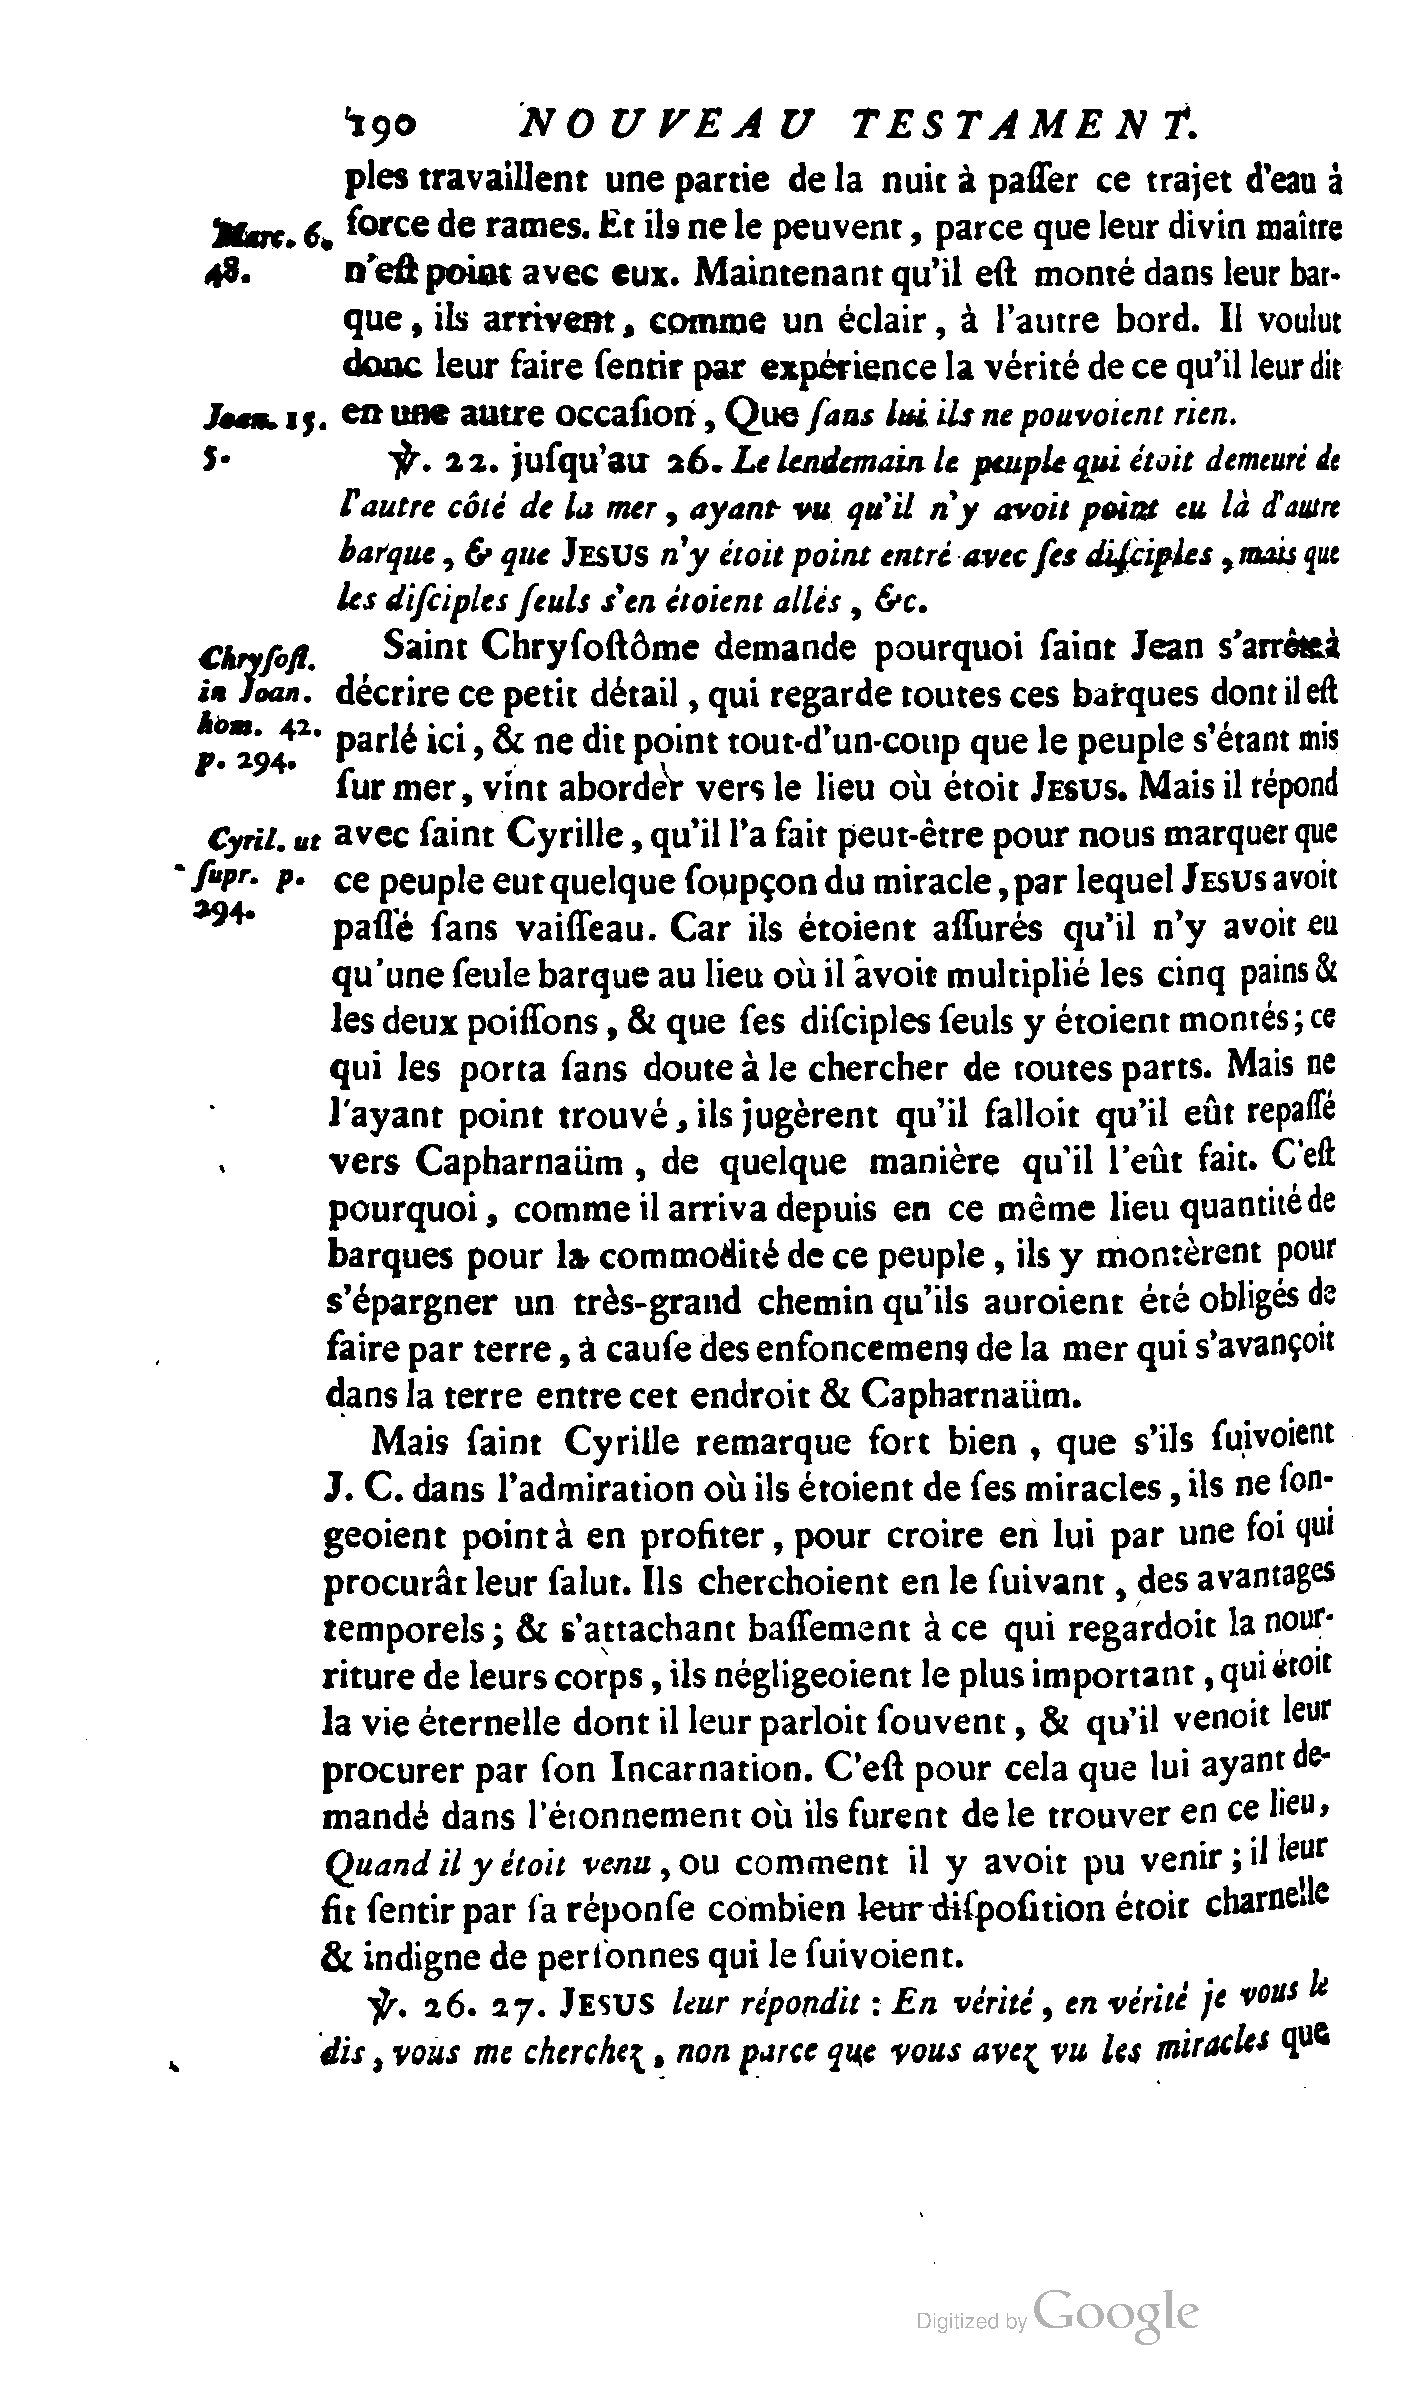 190 NOUVEAU TESTAMENT.
ples travaillent une partie de la nuit à paſſer ce trajet d'eau à
Marc. 6. force de rames. Et ils ne le peuvent, parce que leur divin maître
48. n'eſt point avec eux. Maintenant qu'il eſt monté dans leur bar-
que, ils arrivent, comme un éclair, à l'autre bord. Il voulut
donc leur faire ſentir par expérience la vérité de ce qu'il leur dit
Joan. 15. en une autre occaſion, Que ſans lui ils ne pouvoient rien.
5. ℣. 22. juſqu'au 26. Le lendemain le peuple qui étoit demeuré de
l'autre côté de la mer, ayant vu qu'il n'y avoit point eu là d'autre
barque, & que JESUS n'y étoit point entré avec ſes diſciples, mais que
les diſciples ſeuls s'en étoient allés, &c.
Chryſoſt. Saint Chryſoſtôme demande pourquoi ſaint Jean s'arrête à
in Joan. décrire ce petit détail, qui regarde toutes ces barques dont il eſt
hom. 42. parlé ici, & ne dit point tout-d'un-coup que le peuple s'étant mis
p. 294. ſur mer, vint aborder vers le lieu où étoit JESUS. Mais il répond
Cyril. ut avec ſaint Cyrille, qu'il l'a fait peut-être pour nous marquer que
ſupr. p. ce peuple eut quelque ſoupçon du miracle, par lequel JESUS avoit
294. paſſé ſans vaiſſeau. Car ils étoient aſſurés qu'il n'y avoit eu
qu'une ſeule barque au lieu où il avoit multiplié les cinq pains &
les deux poiſſons, & que ſes diſciples ſeuls y étoient montés; ce
qui les porta ſans doute à le chercher de toutes parts. Mais ne
l'ayant point trouvé, ils jugèrent qu'il falloit qu'il eût repaſſé
vers Capharnaüm, de quelque manière qu'il l'eût fait. C'eſt
pourquoi, comme il arriva depuis en ce même lieu quantité de
barques pour la commodité de ce peuple, ils y montèrent pour
s'épargner un très-grand chemin qu'ils auroient été obligés de
faire par terre, à cauſe des enfoncemens de la mer qui s'avançoit
dans la terre entre cet endroit & Capharnaüm.
Mais ſaint Cyrille remarque fort bien, que s'ils ſuivoient
J. C. dans l'admiration où ils étoient de ſes miracles, ils ne ſon-
geoient point à en profiter, pour croire en lui par une foi qui
procurât leur ſalut. Ils cherchoient en le ſuivant, des avantages
temporels; & s'attachant baſſement à ce qui regardoit la nour-
riture de leurs corps, ils négligeoient le plus important, qui étoit
la vie éternelle dont il leur parloit ſouvent, & qu'il venoit leur
procurer par ſon Incarnation. C'eſt pour cela que lui ayant de-
mandé dans l'étonnement où ils furent de le trouver en ce lieu,
Quand il y étoit venu, ou comment il y avoit pu venir; il leur
fit ſentir par ſa réponſe combien leur diſpoſition étoit charnelle
& indigne de perſonnes qui le ſuivoient.
℣. 26. 27. JESUS leur répondit : En vérité, en vérité je vous le
dis, vous me cherchez, non parce que vous avez vu les miracles que
Digitized by Google